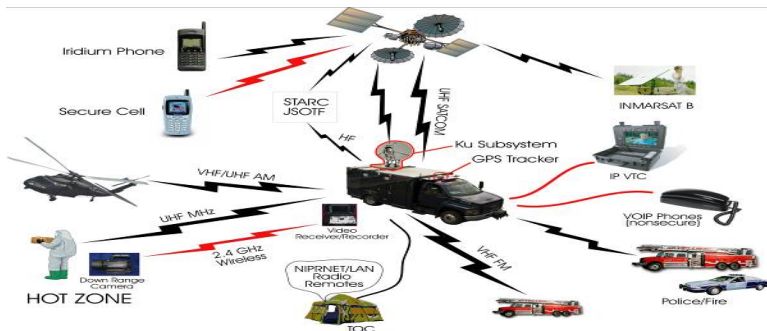 Iridium Phone
Secure Cell
STARC
JSOTF
HF
UHF SATCOM
INMARSAT B
Ku Subsystem
GPS Tracker
IP VTC
VHF/UHF AM
UHF MHz
Video
Receiver/Recorder
VOIP Phones
(nonsecure)
2.4 GHz
Wireless
Down Range
Camera
HOT ZONE
NIPRNET/LAN
Radio
Remotes
TOC
VHF FM
Police/Fire